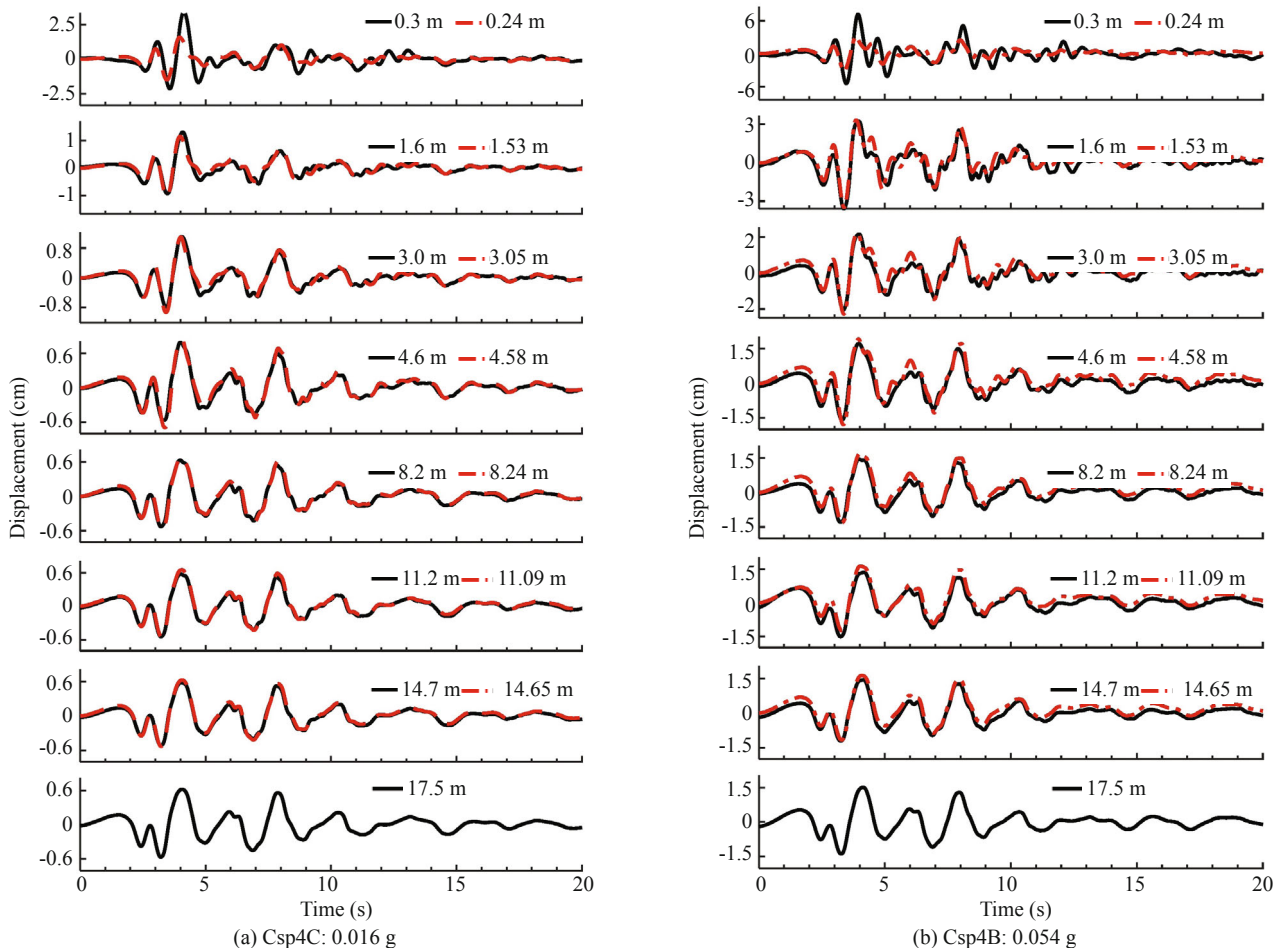 2.5
0
-2.5
0.3 m 0.24 m
1
0
-1
1.6 m 1.53 m
0.8
0
-0.8
3.0 m 3.05 m
0.6
0
-0.6
4.6 m 4.58 m
0.6
0
-0.6
8.2 m 8.24 m
0.6
0
-0.6
11.2 m 11.09 m
0.6
0
-0.6
14.7 m 14.65 m
0.6
0
-0.6
17.5 m
Displacement (cm)
0 5 10 15 20
Time (s)
(a) Csp4C: 0.016 g
6
0
-6
0.3 m 0.24 m
3
0
-3
1.6 m 1.53 m
2
0
-2
3.0 m 3.05 m
1.5
0
-1.5
4.6 m 4.58 m
1.5
0
-1.5
8.2 m 8.24 m
1.5
0
-1.5
11.2 m 11.09 m
1.5
0
-1.5
14.7 m 14.65 m
1.5
0
-1.5
17.5 m
Displacement (cm)
0 5 10 15 20
Time (s)
(b) Csp4B: 0.054 g